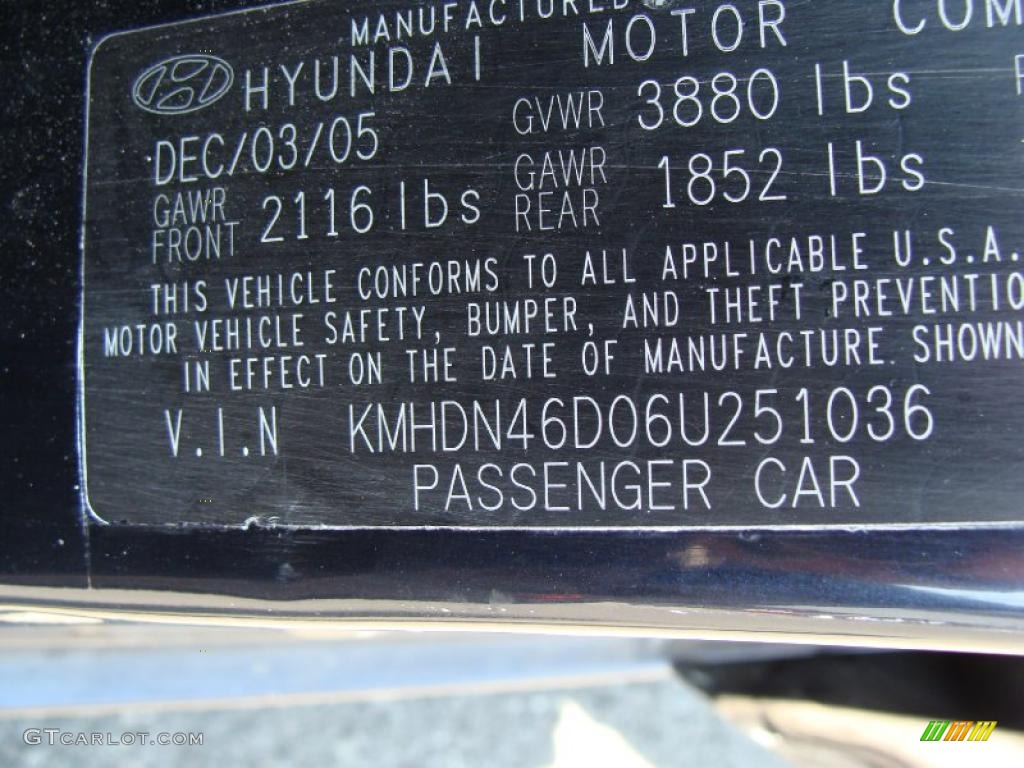 MANUFACTURED
HYUNDAI MOTOR COM
DEC/03/05 GVWR 3880 lbs
GAWR FRONT 2116 lbs GAWR REAR 1852 lbs
THIS VEHICLE CONFORMS TO ALL APPLICABLE U.S.A.
MOTOR VEHICLE SAFETY, BUMPER, AND THEFT PREVENTIO
IN EFFECT ON THE DATE OF MANUFACTURE SHOWN
V.I.N KMHDN46D06U251036
PASSENGER CAR
GTCARLOT.COM